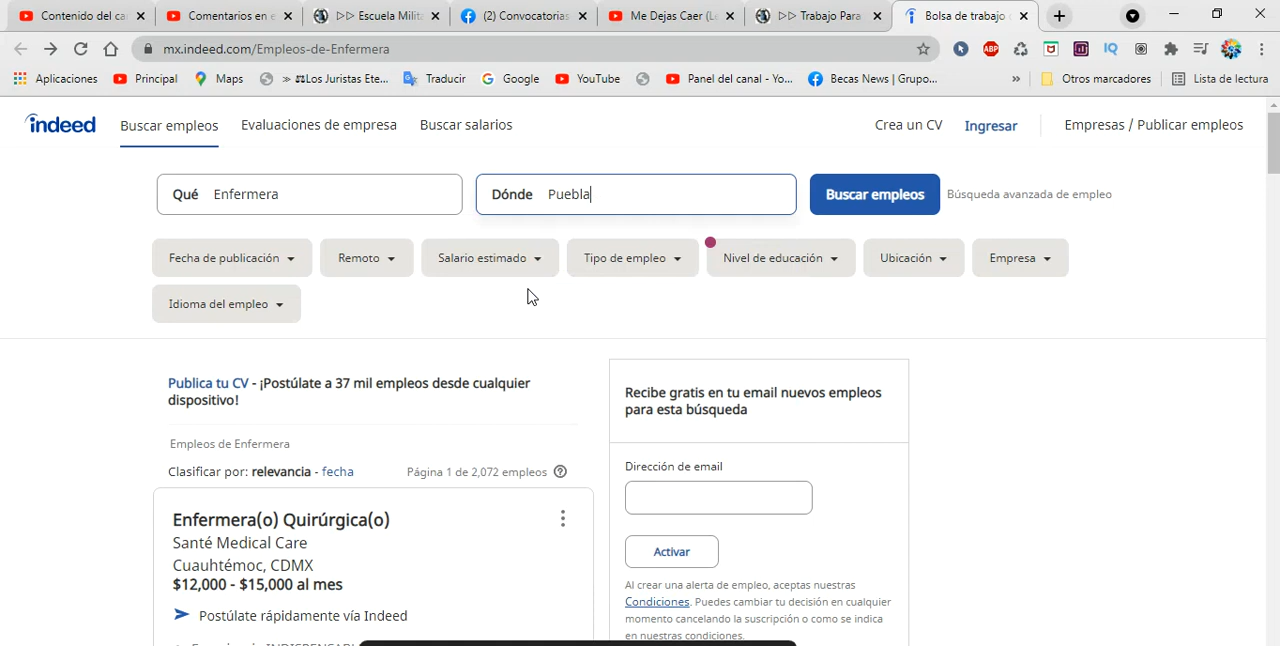 Contenido del ca
Comentarios en e
>> Escuela Milita
(2) Convocatorias
Me Dejas Caer (Le
>> Trabajo Para
Bolsa de trabajo
mx.indeed.com/Empleos-de-Enfermera
ABP
IQ
Aplicaciones
Principal
Maps
» ⚖Los Juristas Ete...
Traducir
Google
YouTube
Panel del canal - Yo...
Becas News | Grupo...
»
Otros marcadores
Lista de lectura
indeed
Buscar empleos
Evaluaciones de empresa
Buscar salarios
Crea un CV
Ingresar
Empresas / Publicar empleos
Qué Enfermera
Dónde Puebla
Buscar empleos
Búsqueda avanzada de empleo
Fecha de publicación
Remoto
Salario estimado
Tipo de empleo
Nivel de educación
Ubicación
Empresa
Idioma del empleo
Publica tu CV - ¡Postúlate a 37 mil empleos desde cualquier
dispositivo!
Empleos de Enfermera
Clasificar por: relevancia - fecha
Página 1 de 2,072 empleos
Enfermera(o) Quirúrgica(o)
Santé Medical Care
Cuauhtémoc, CDMX
$12,000 - $15,000 al mes
Postúlate rápidamente vía Indeed
Recibe gratis en tu email nuevos empleos
para esta búsqueda
Dirección de email
Activar
Al crear una alerta de empleo, aceptas nuestras
Condiciones. Puedes cambiar tu decisión en cualquier
momento cancelando la suscripción o como se indica
en nuestras condiciones.